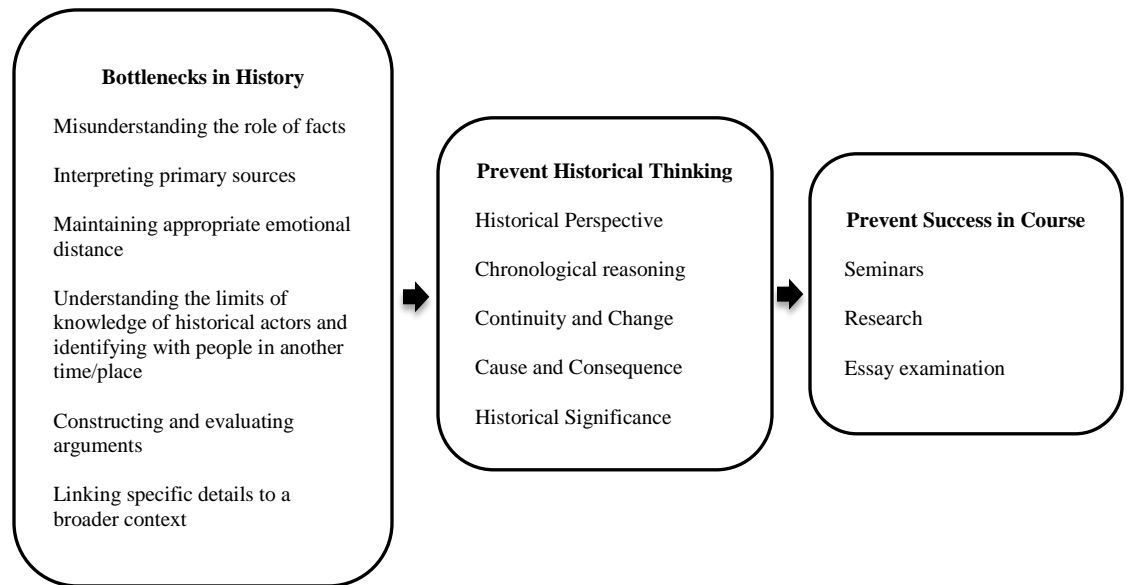 Bottlenecks in History
Misunderstanding the role of facts
Interpreting primary sources
Maintaining appropriate emotional
distance
Understanding the limits of
knowledge of historical actors and
identifying with people in another
time/place
Constructing and evaluating
arguments
Linking specific details to a
broader context
Prevent Historical Thinking
Historical Perspective
Chronological reasoning
Continuity and Change
Cause and Consequence
Historical Significance
Prevent Success in Course
Seminars
Research
Essay examination